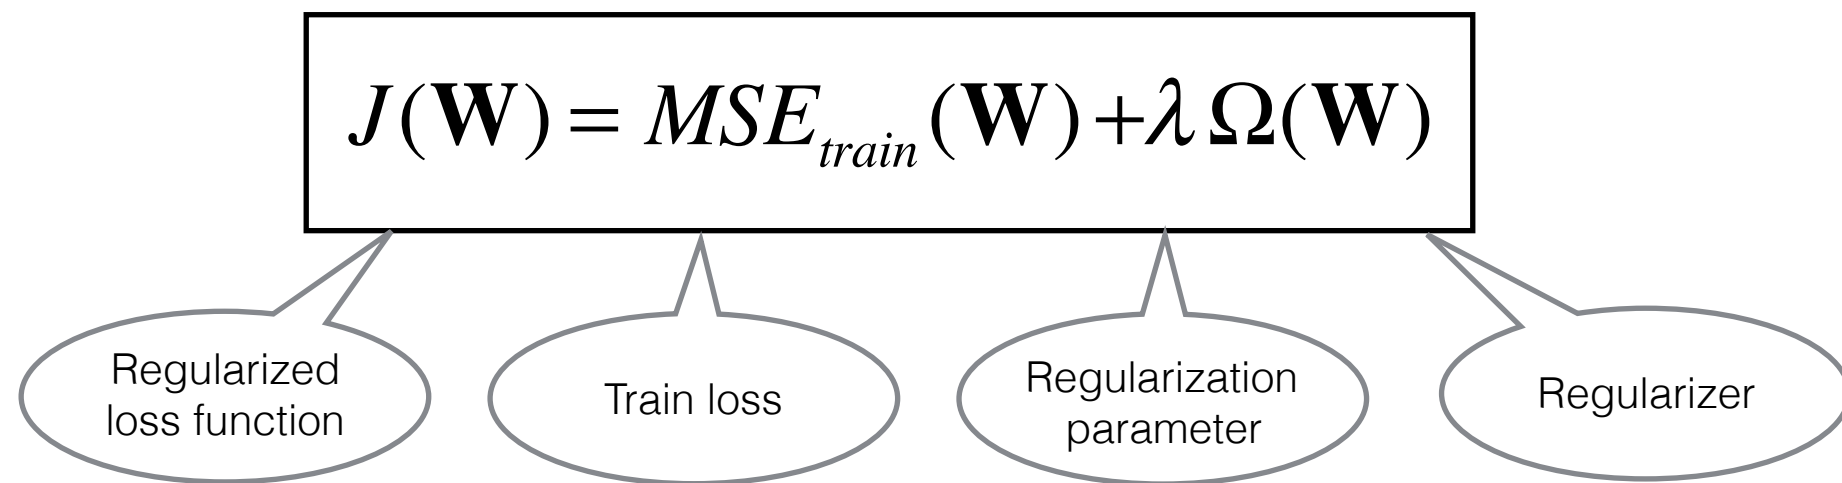 J(W) = MSE_train(W) + λ Ω(W)
Regularized
loss function
Train loss
Regularization
parameter
Regularizer